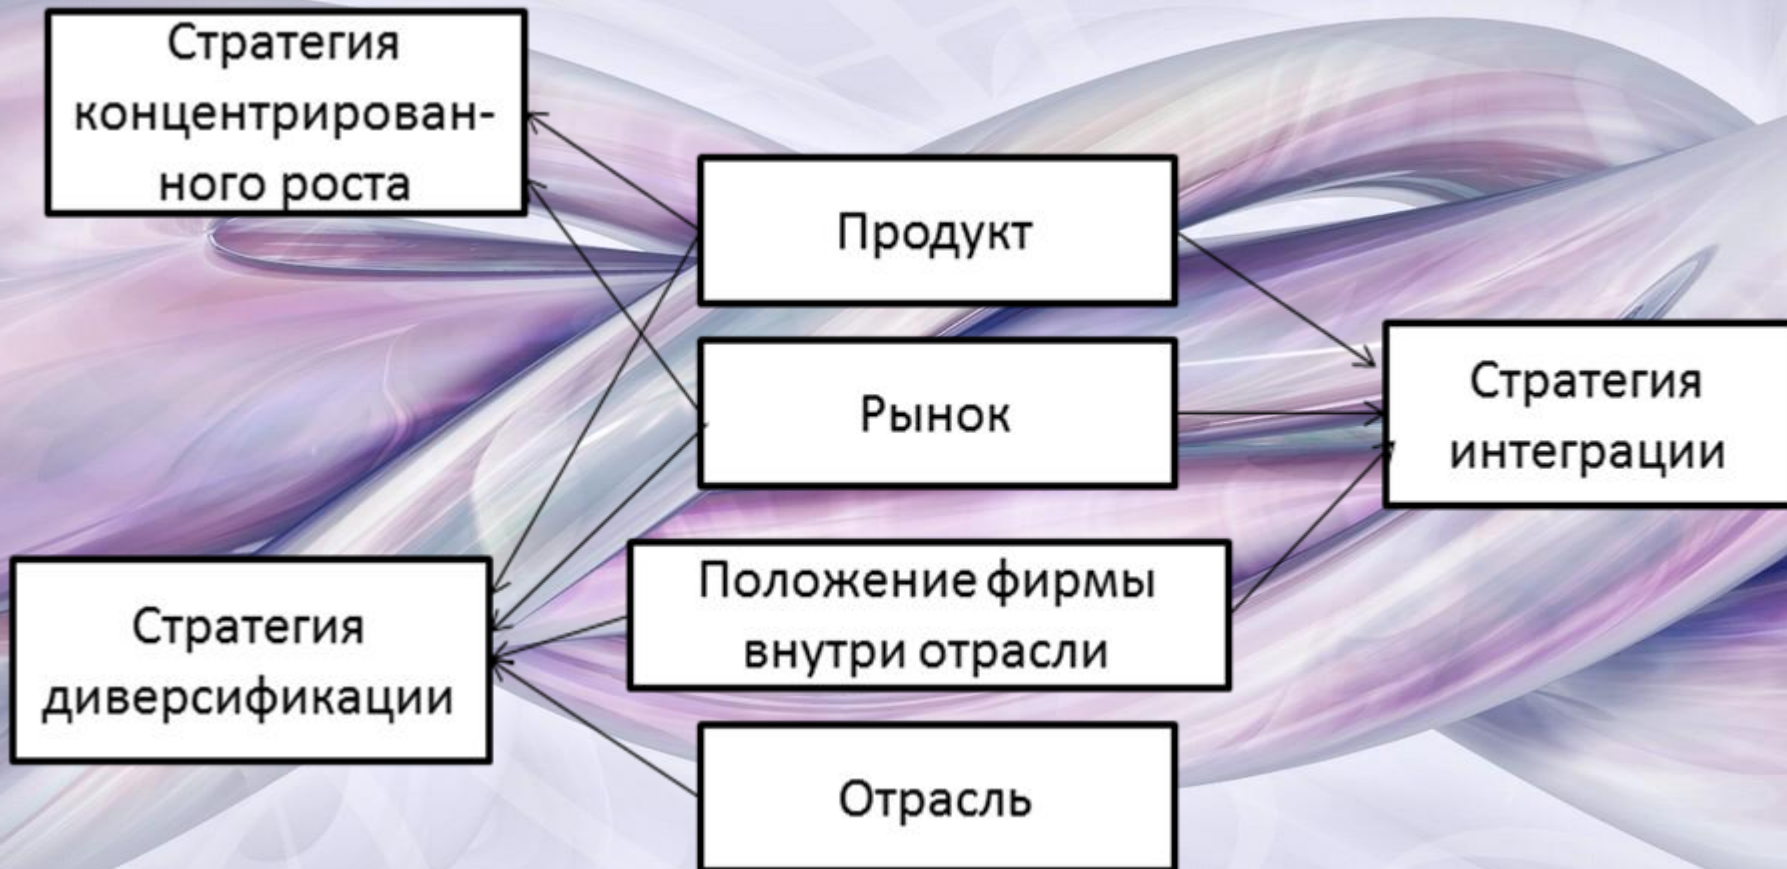 Стратегия
концентрирован-
ного роста
Продукт
Рынок
Стратегия
интеграции
Положение фирмы
внутри отрасли
Стратегия
диверсификации
Отрасль